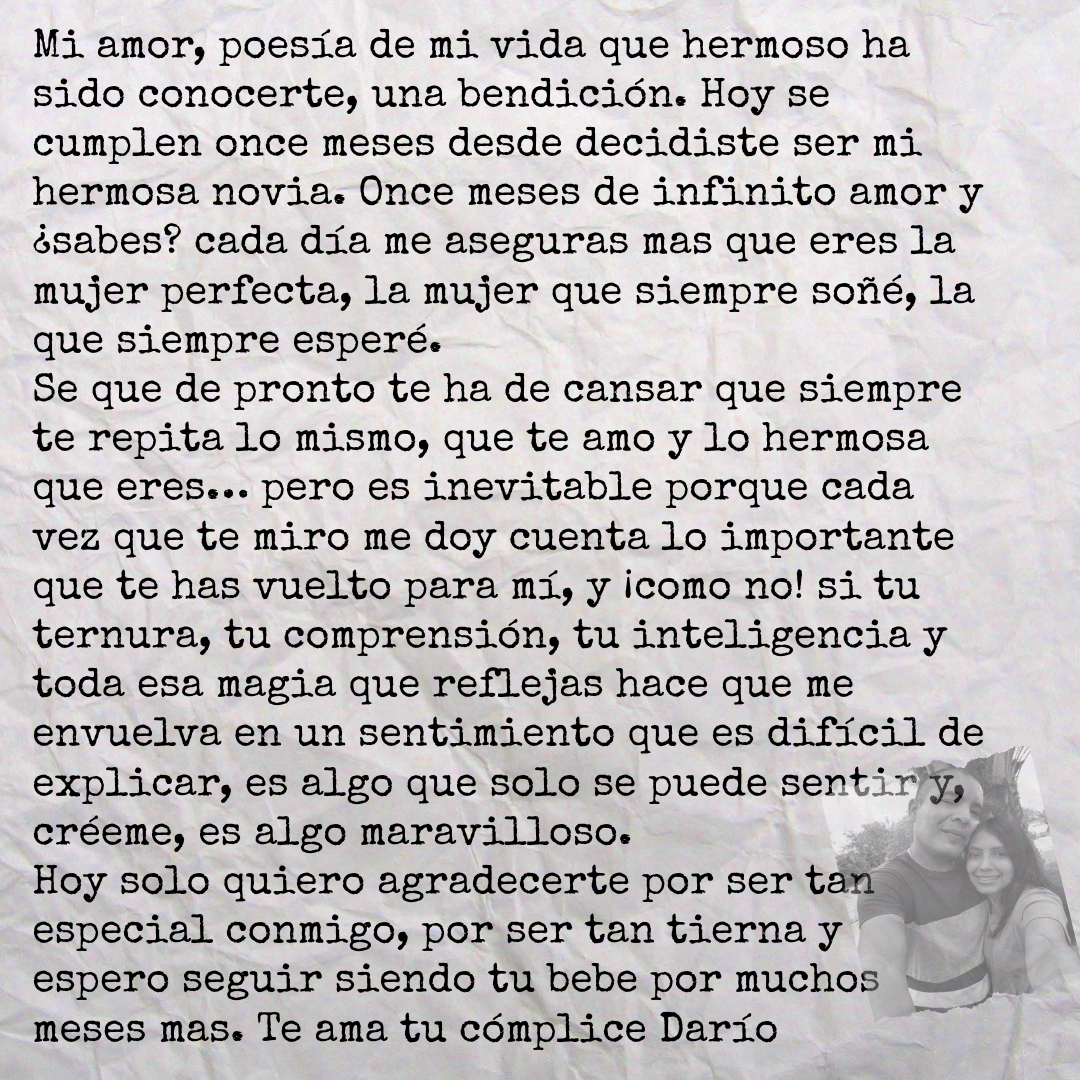 Mi amor, poesía de mi vida que hermoso ha
sido conocerte, una bendición. Hoy se
cumplen once meses desde decidiste ser mi
hermosa novia. Once meses de infinito amor y
¿sabes? cada día me aseguras mas que eres la
mujer perfecta, la mujer que siempre soñé, la
que siempre esperé.
Se que de pronto te ha de cansar que siempre
te repita lo mismo, que te amo y lo hermosa
que eres... pero es inevitable porque cada
vez que te miro me doy cuenta lo importante
que te has vuelto para mí, y ¡como no! si tu
ternura, tu comprensión, tu inteligencia y
toda esa magia que reflejas hace que me
envuelva en un sentimiento que es difícil de
explicar, es algo que solo se puede sentir y,
créeme, es algo maravilloso.
Hoy solo quiero agradecerte por ser tan
especial conmigo, por ser tan tierna y
espero seguir siendo tu bebe por muchos
meses mas. Te ama tu cómplice Darío